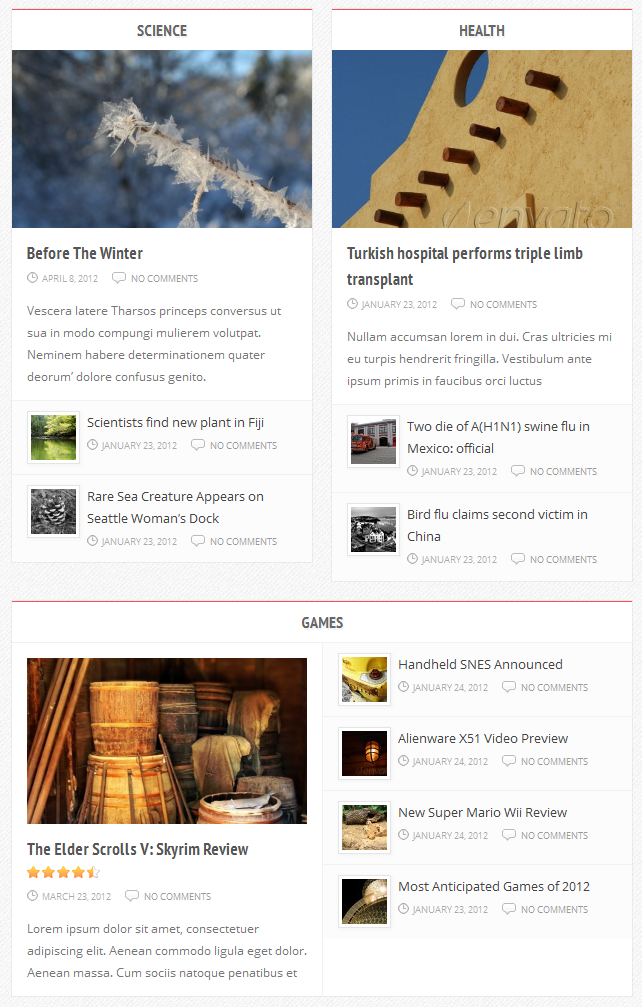 SCIENCE
Before The Winter
APRIL 8, 2012 NO COMMENTS
Vescera latere Tharsos princeps conversus ut
sua in modo compungi mulierem volutpat.
Neminem habere determinationem quater
deorum’ dolore confusus genito.
Scientists find new plant in Fiji
JANUARY 23, 2012 NO COMMENTS
Rare Sea Creature Appears on
Seattle Woman’s Dock
JANUARY 23, 2012 NO COMMENTS
HEALTH
envato
Turkish hospital performs triple limb
transplant
JANUARY 23, 2012 NO COMMENTS
Nullam accumsan lorem in dui. Cras ultricies mi
eu turpis hendrerit fringilla. Vestibulum ante
ipsum primis in faucibus orci luctus
Two die of A(H1N1) swine flu in
Mexico: official
JANUARY 23, 2012 NO COMMENTS
Bird flu claims second victim in
China
JANUARY 23, 2012 NO COMMENTS
GAMES
The Elder Scrolls V: Skyrim Review
MARCH 23, 2012 NO COMMENTS
Lorem ipsum dolor sit amet, consectetuer
adipiscing elit. Aenean commodo ligula eget dolor.
Aenean massa. Cum sociis natoque penatibus et
Handheld SNES Announced
JANUARY 24, 2012 NO COMMENTS
Alienware X51 Video Preview
JANUARY 24, 2012 NO COMMENTS
New Super Mario Wii Review
JANUARY 24, 2012 NO COMMENTS
Most Anticipated Games of 2012
JANUARY 23, 2012 NO COMMENTS